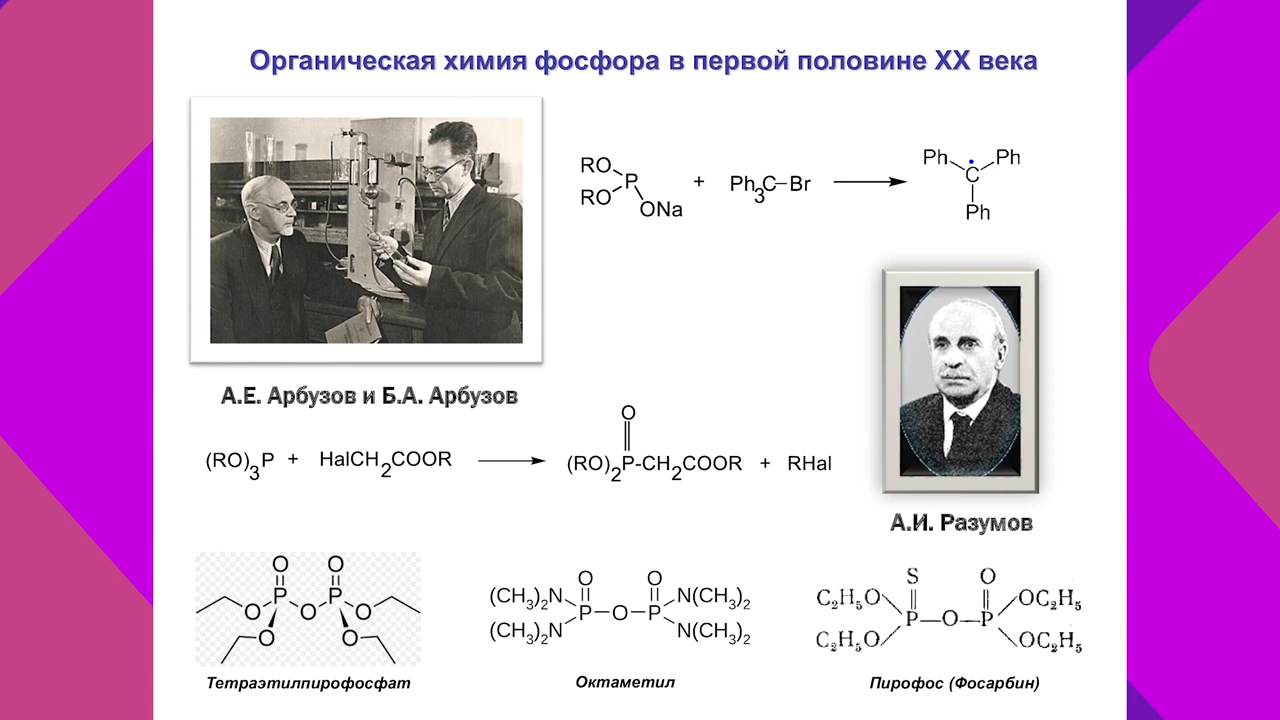 Органическая химия фосфора в первой половине XX века
RO
RO
P
ONa
+
Ph3C–Br
Ph
•
C
Ph
Ph
А.Е. Арбузов и Б.А. Арбузов
(RO)3P + HalCH2COOR
O
(RO)2P-CH2COOR + RHal
А.И. Разумов
O O
P P
O O O
O O
Тетраэтилпирофосфат
O O
(CH3)2N N(CH3)2
P–O–P
(CH3)2N N(CH3)2
Октаметил
S O
C2H5O OC2H5
P–O–P
C2H5O OC2H5
Пирофос (Фосарбин)